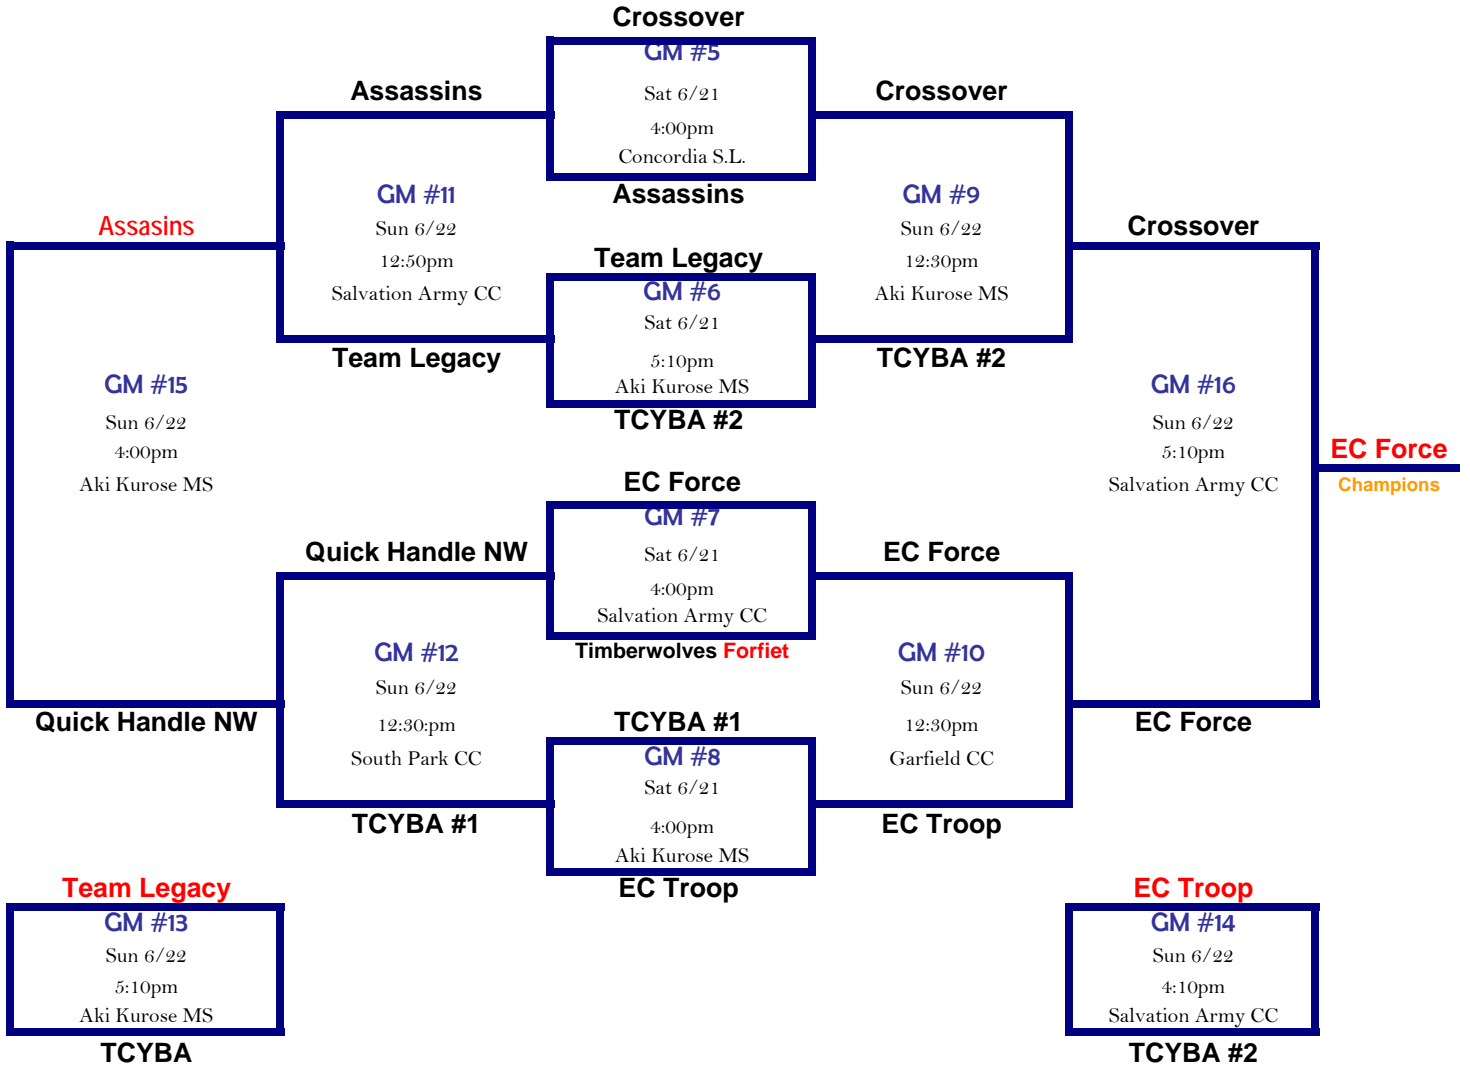 Crossover
GM #5
Sat 6/21
4:00pm
Concordia S.L.
Assassins
Assassins
Crossover
GM #11
Sun 6/22
12:50pm
Salvation Army CC
Team Legacy
GM #9
Sun 6/22
12:30pm
Aki Kurose MS
TCYBA #2
Team Legacy
GM #6
Sat 6/21
5:10pm
Aki Kurose MS
TCYBA #2
Assasins
GM #15
Sun 6/22
4:00pm
Aki Kurose MS
Quick Handle NW
Crossover
GM #16
Sun 6/22
5:10pm
Salvation Army CC
EC Force
EC Force
Champions
EC Force
GM #7
Sat 6/21
4:00pm
Salvation Army CC
Timberwolves Forfiet
Quick Handle NW
GM #12
Sun 6/22
12:30:pm
South Park CC
TCYBA #1
EC Force
GM #10
Sun 6/22
12:30pm
Garfield CC
EC Troop
TCYBA #1
GM #8
Sat 6/21
4:00pm
Aki Kurose MS
EC Troop
Team Legacy
GM #13
Sun 6/22
5:10pm
Aki Kurose MS
TCYBA
EC Troop
GM #14
Sun 6/22
4:10pm
Salvation Army CC
TCYBA #2